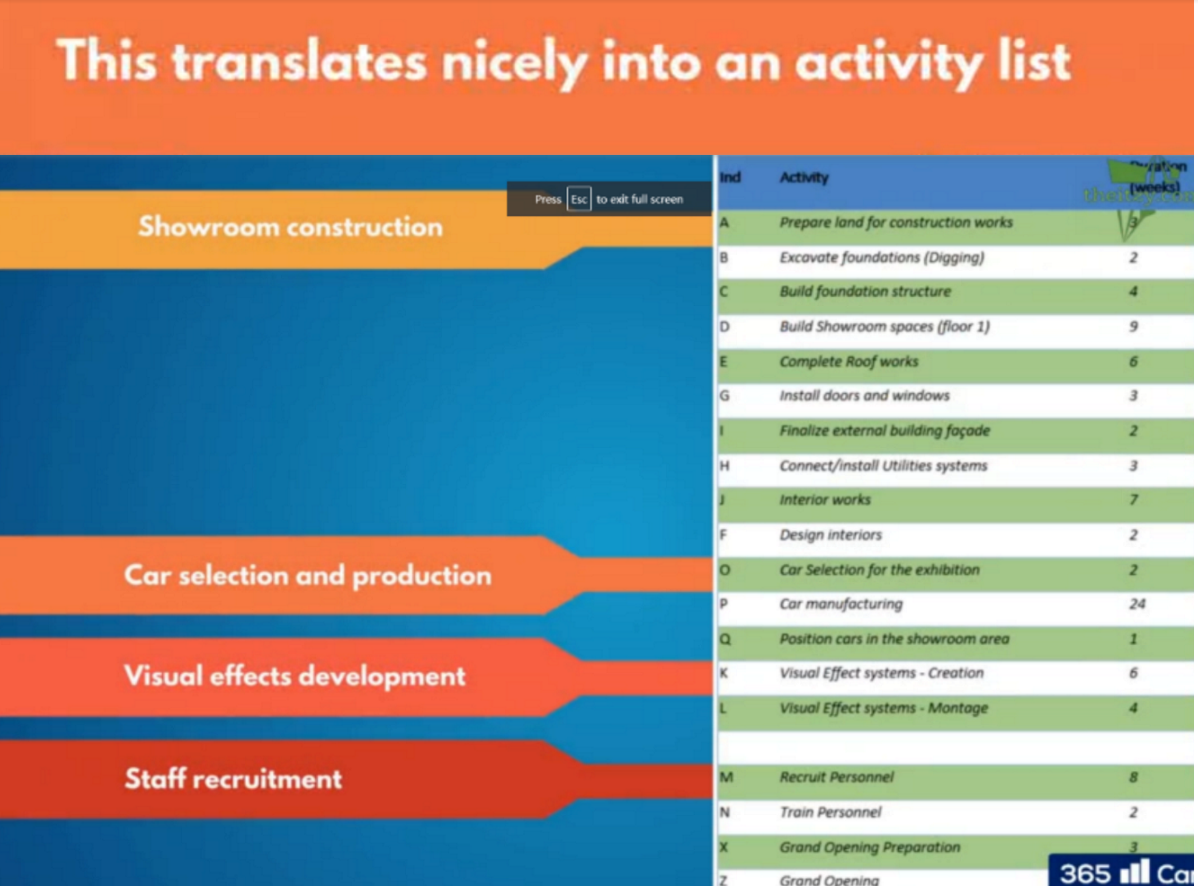 This translates nicely into an activity list
Ind Activity Duration (weeks)
Press Esc to exit full screen
Showroom construction
A Prepare land for construction works 3
B Excavate foundations (Digging) 2
C Build foundation structure 4
D Build Showroom spaces (floor 1) 9
E Complete Roof works 6
G Install doors and windows 3
I Finalize external building façade 2
H Connect/install Utilities systems 3
J Interior works 7
F Design interiors 2
Car selection and production
O Car Selection for the exhibition 2
P Car manufacturing 24
Q Position cars in the showroom area 1
Visual effects development
K Visual Effect systems - Creation 6
L Visual Effect systems - Montage 4
Staff recruitment
M Recruit Personnel 8
N Train Personnel 2
X Grand Opening Preparation 3
Z Grand Opening
365 Ca